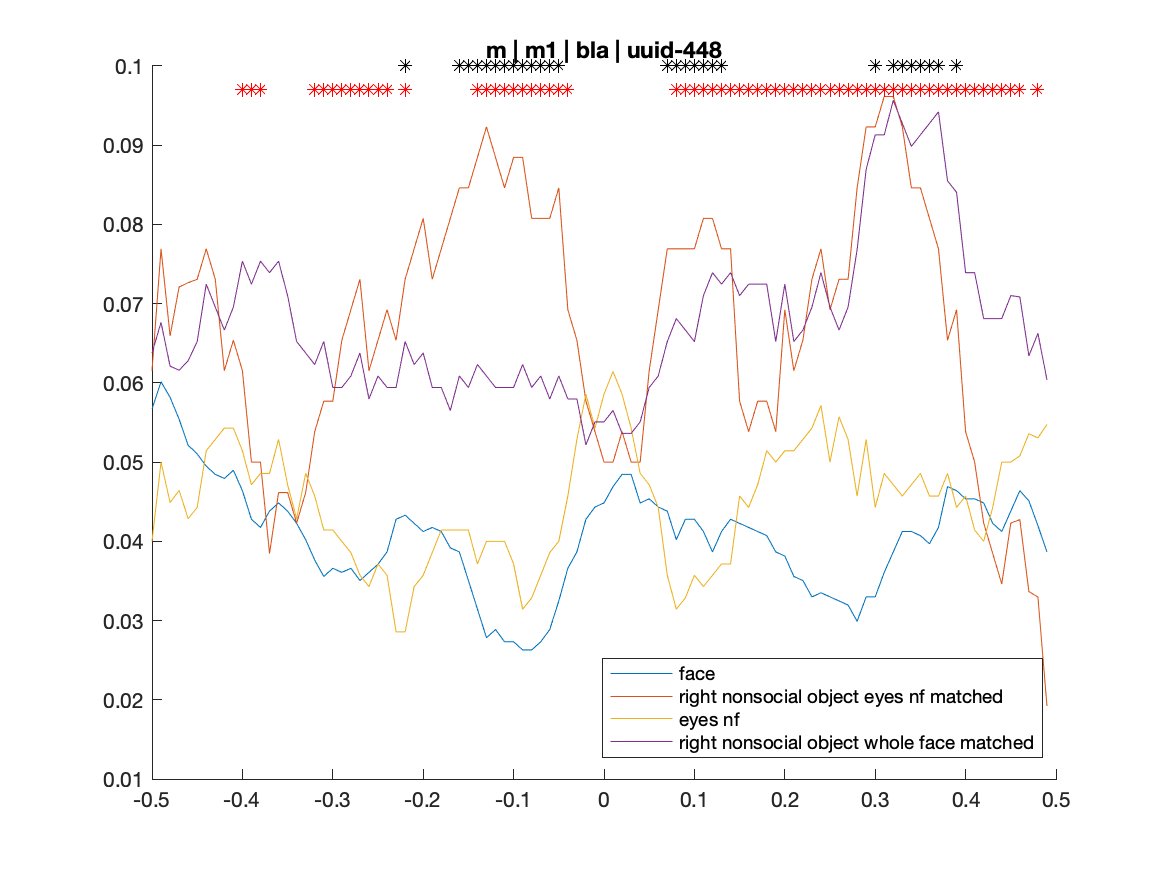 m | m1 | bla | uuid-448
0.1
0.09
0.08
0.07
0.06
0.05
0.04
0.03
0.02
0.01
face
right nonsocial object eyes nf matched
eyes nf
right nonsocial object whole face matched
-0.5 -0.4 -0.3 -0.2 -0.1 0 0.1 0.2 0.3 0.4 0.5